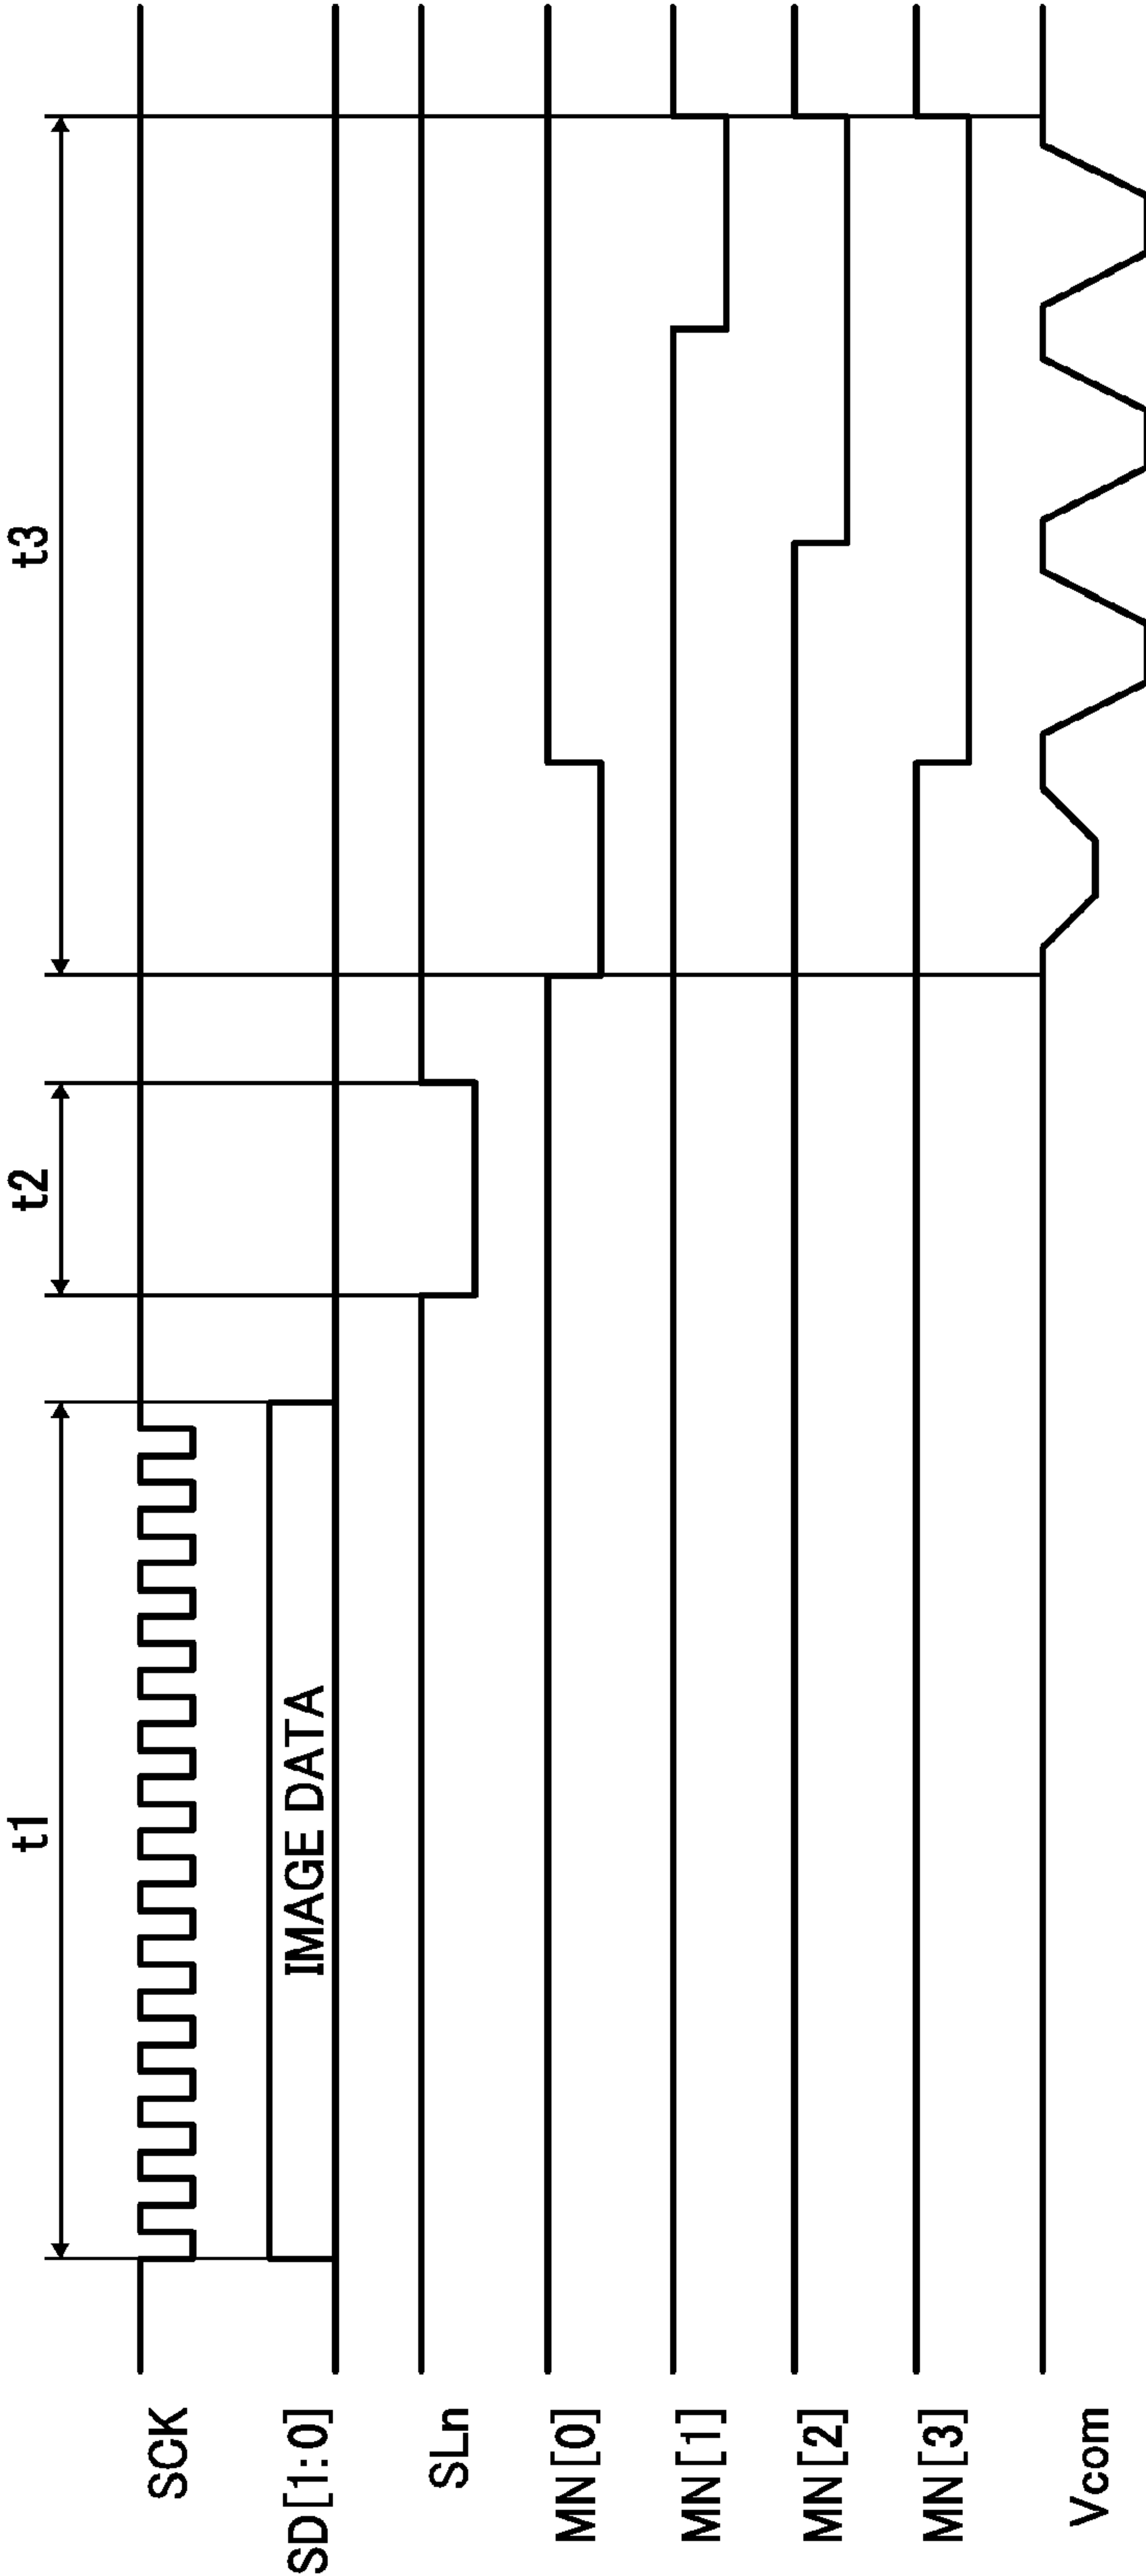 t1
t2
t3
SCK
SD[1:0]
IMAGE DATA
SLn
MN[0]
MN[1]
MN[2]
MN[3]
Vcom